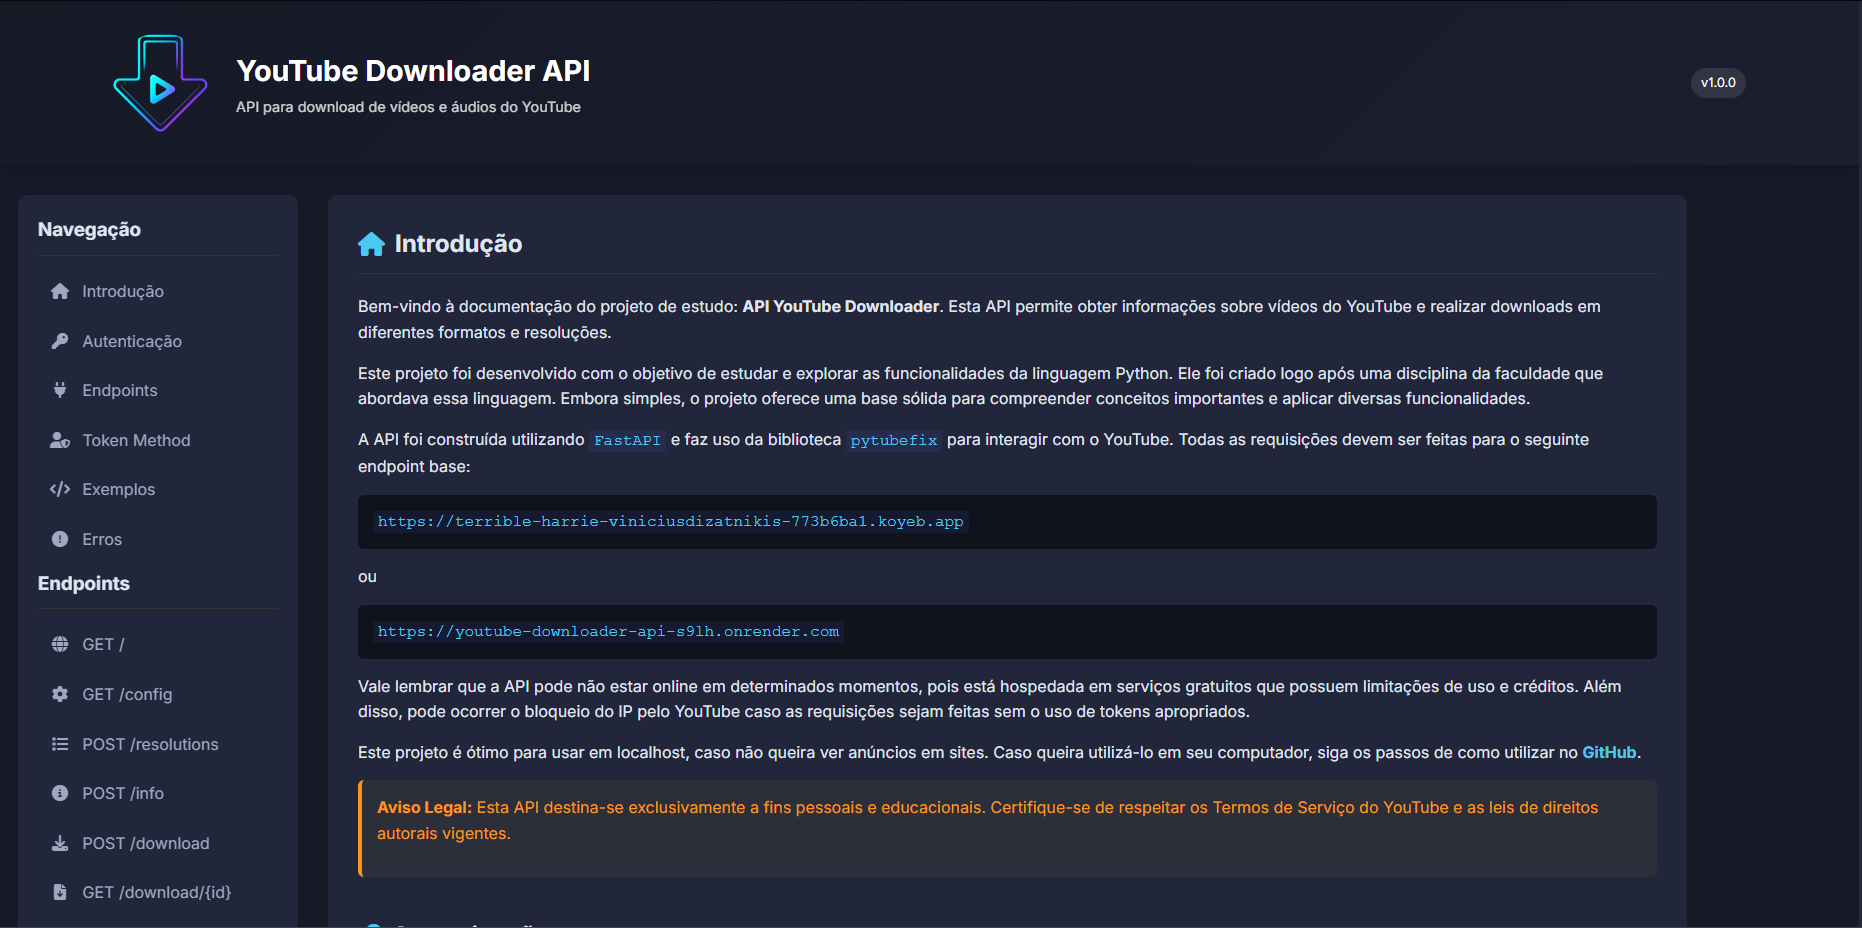 YouTube Downloader API
API para download de vídeos e áudios do YouTube
v1.0.0
Navegação
Introdução
Autenticação
Endpoints
Token Method
Exemplos
Erros
Endpoints
GET /
GET /config
POST /resolutions
POST /info
POST /download
GET /download/{id}
Introdução
Bem-vindo à documentação do projeto de estudo: API YouTube Downloader. Esta API permite obter informações sobre vídeos do YouTube e realizar downloads em
diferentes formatos e resoluções.
Este projeto foi desenvolvido com o objetivo de estudar e explorar as funcionalidades da linguagem Python. Ele foi criado logo após uma disciplina da faculdade que
abordava essa linguagem. Embora simples, o projeto oferece uma base sólida para compreender conceitos importantes e aplicar diversas funcionalidades.
A API foi construída utilizando FastAPI e faz uso da biblioteca pytubefix para interagir com o YouTube. Todas as requisições devem ser feitas para o seguinte
endpoint base:
https://terrible-harrie-viniciusdizatnikis-773b6ba1.koyeb.app
ou
https://youtube-downloader-api-s9lh.onrender.com
Vale lembrar que a API pode não estar online em determinados momentos, pois está hospedada em serviços gratuitos que possuem limitações de uso e créditos. Além
disso, pode ocorrer o bloqueio do IP pelo YouTube caso as requisições sejam feitas sem o uso de tokens apropriados.
Este projeto é ótimo para usar em localhost, caso não queira ver anúncios em sites. Caso queira utilizá-lo em seu computador, siga os passos de como utilizar no GitHub.
Aviso Legal: Esta API destina-se exclusivamente a fins pessoais e educacionais. Certifique-se de respeitar os Termos de Serviço do YouTube e as leis de direitos
autorais vigentes.